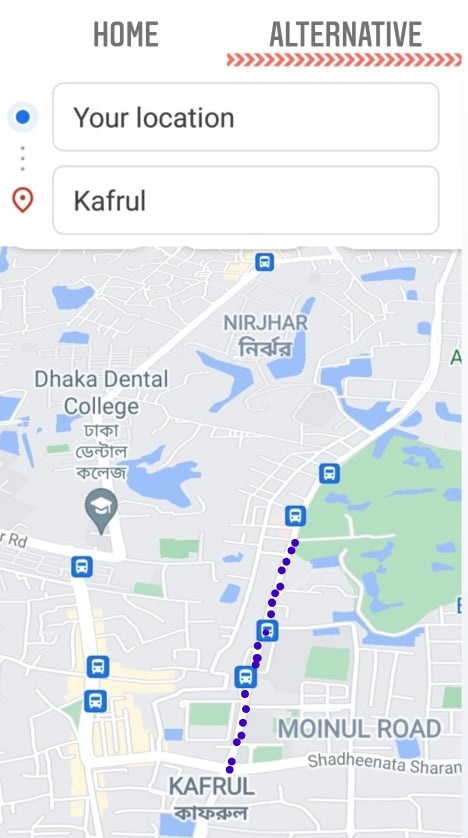 HOME ALTERNATIVE
Your location
Kafrul
NIRJHAR
নির্ঝর
Dhaka Dental
College
ঢাকা
ডেন্টাল
কলেজ
r Rd
MOINUL ROAD
Shadheenata Sharan
KAFRUL
কাফরুল